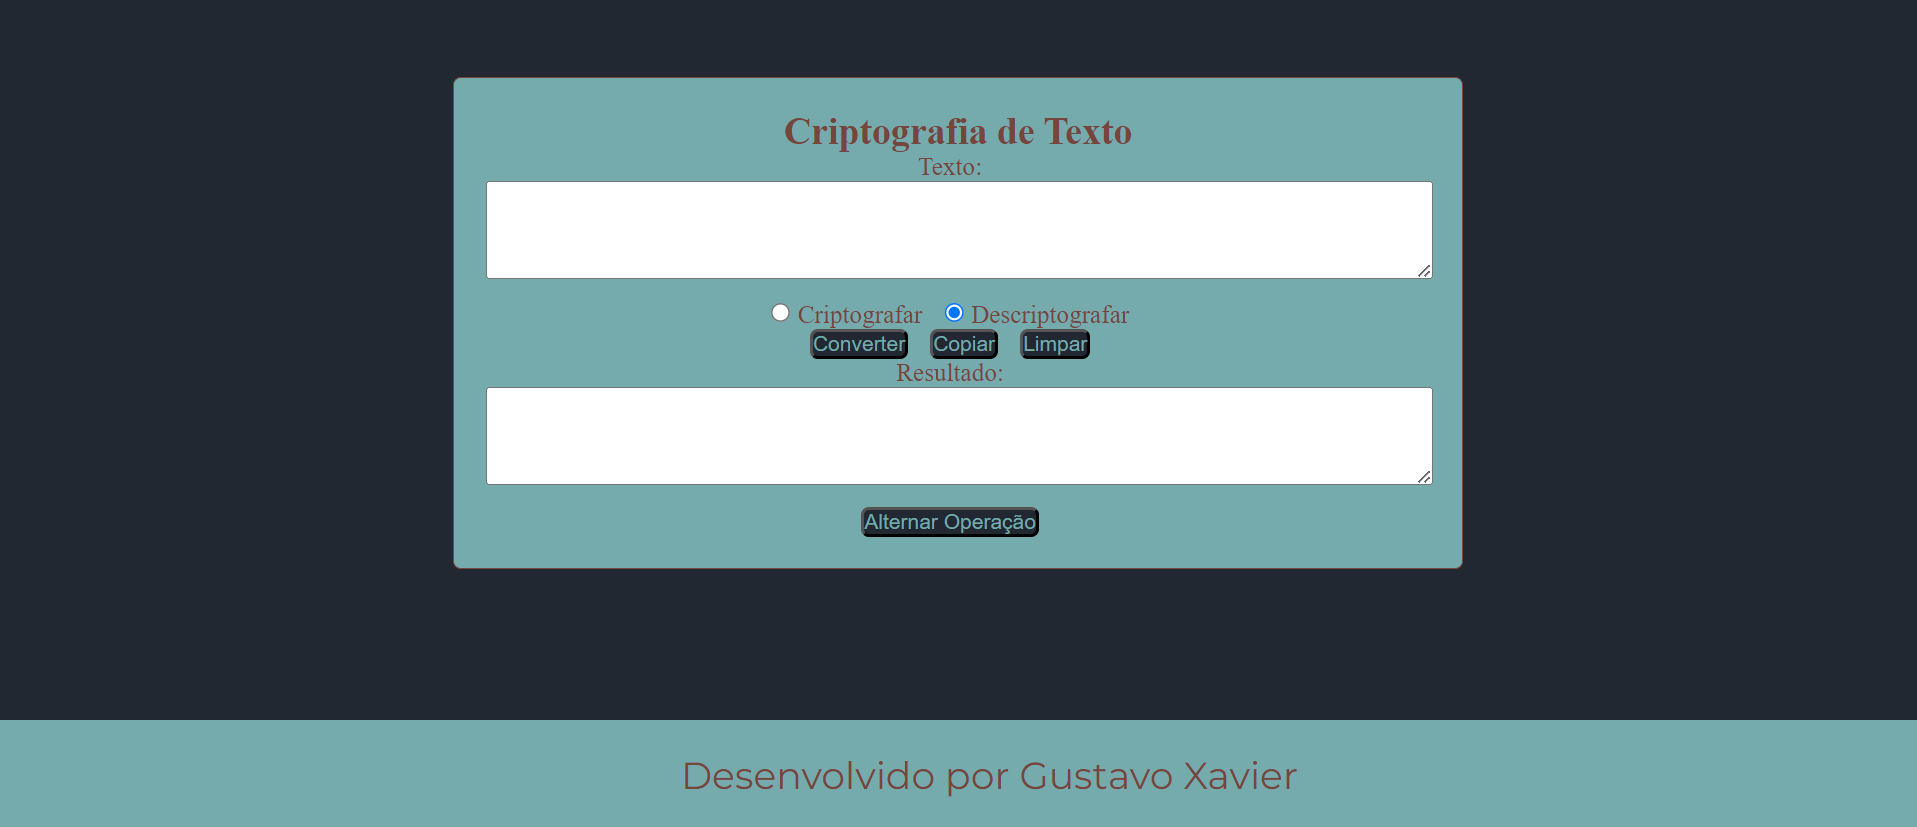 Criptografia de Texto
Texto:
Criptografar Descriptografar
Converter Copiar Limpar
Resultado:
Alternar Operação
Desenvolvido por Gustavo Xavier